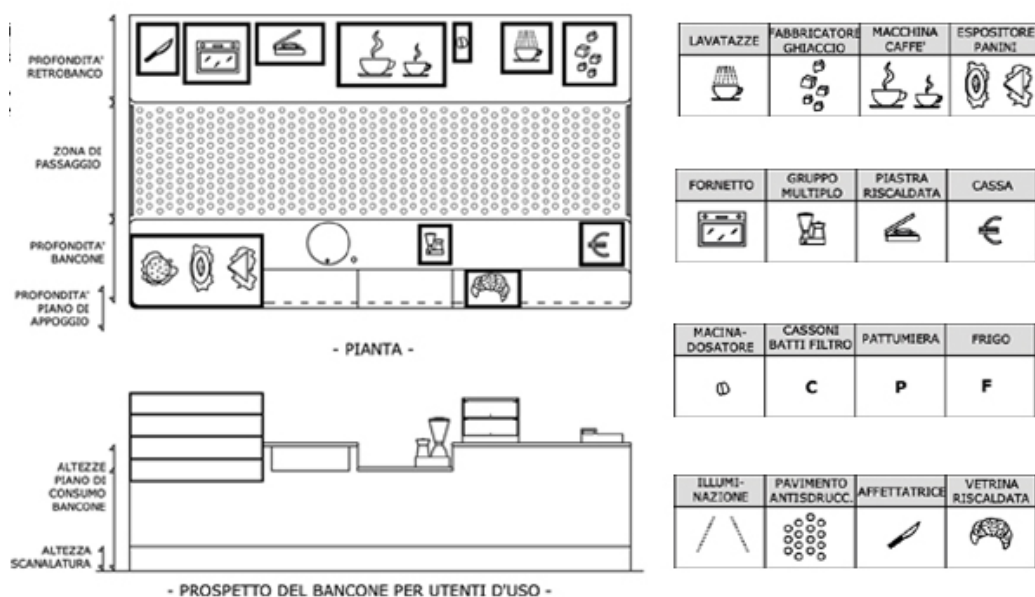 PROFONDITA'
RETROBANCO
ZONA DI
PASSAGGIO
PROFONDITA'
BANCONE
PROFONDITA'
PIANO DI
APPOGGIO
- PIANTA -
ALTEZZE
PIANO DI
CONSUMO
BANCONE
ALTEZZA
SCANALATURA
- PROSPETTO DEL BANCONE PER UTENTI D'USO -
LAVATAZZE
FABBRICATORE
GHIACCIO
MACCHINA
CAFFE'
ESPOSITORE
PANINI
FORNETTO
GRUPPO
MULTIPLO
PIASTRA
RISCALDATA
CASSA
MACINA-
DOSATORE
CASSONI
BATTI FILTRO
PATTUMIERA
FRIGO
C
P
F
ILLUMI-
NAZIONE
PAVIMENTO
ANTISDRUCC.
AFFETTATRICE
VETRINA
RISCALDATA